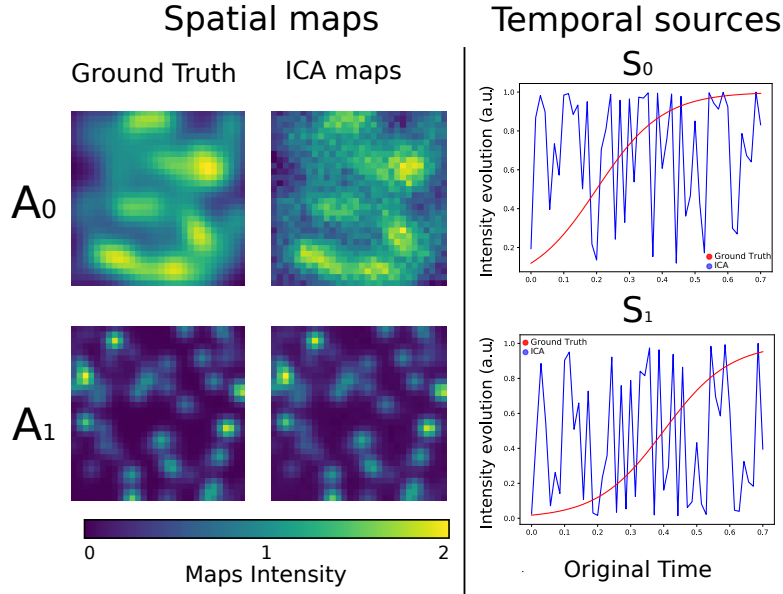 Spatial maps
Temporal sources
Ground Truth
ICA maps
A0
A1
0
1
2
Maps Intensity
S0
Intensity evolution (a.u)
1.0
0.8
0.6
0.4
0.2
0.0 0.1 0.2 0.3 0.4 0.5 0.6 0.7
Ground Truth
ICA
S1
Intensity evolution (a.u)
Ground Truth
ICA
1.0
0.8
0.6
0.4
0.2
0.0
0.0 0.1 0.2 0.3 0.4 0.5 0.6 0.7
Original Time